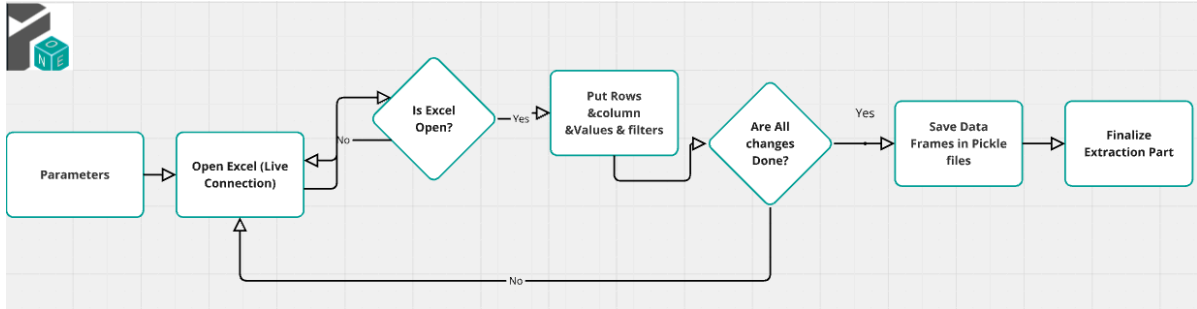 O
N E
Parameters
Open Excel (Live
Connection)
No
Is Excel
Open?
Yes
Put Rows
&column
&Values & filters
Are All
changes
Done?
Yes
Save Data
Frames in Pickle
files
Finalize
Extraction Part
No